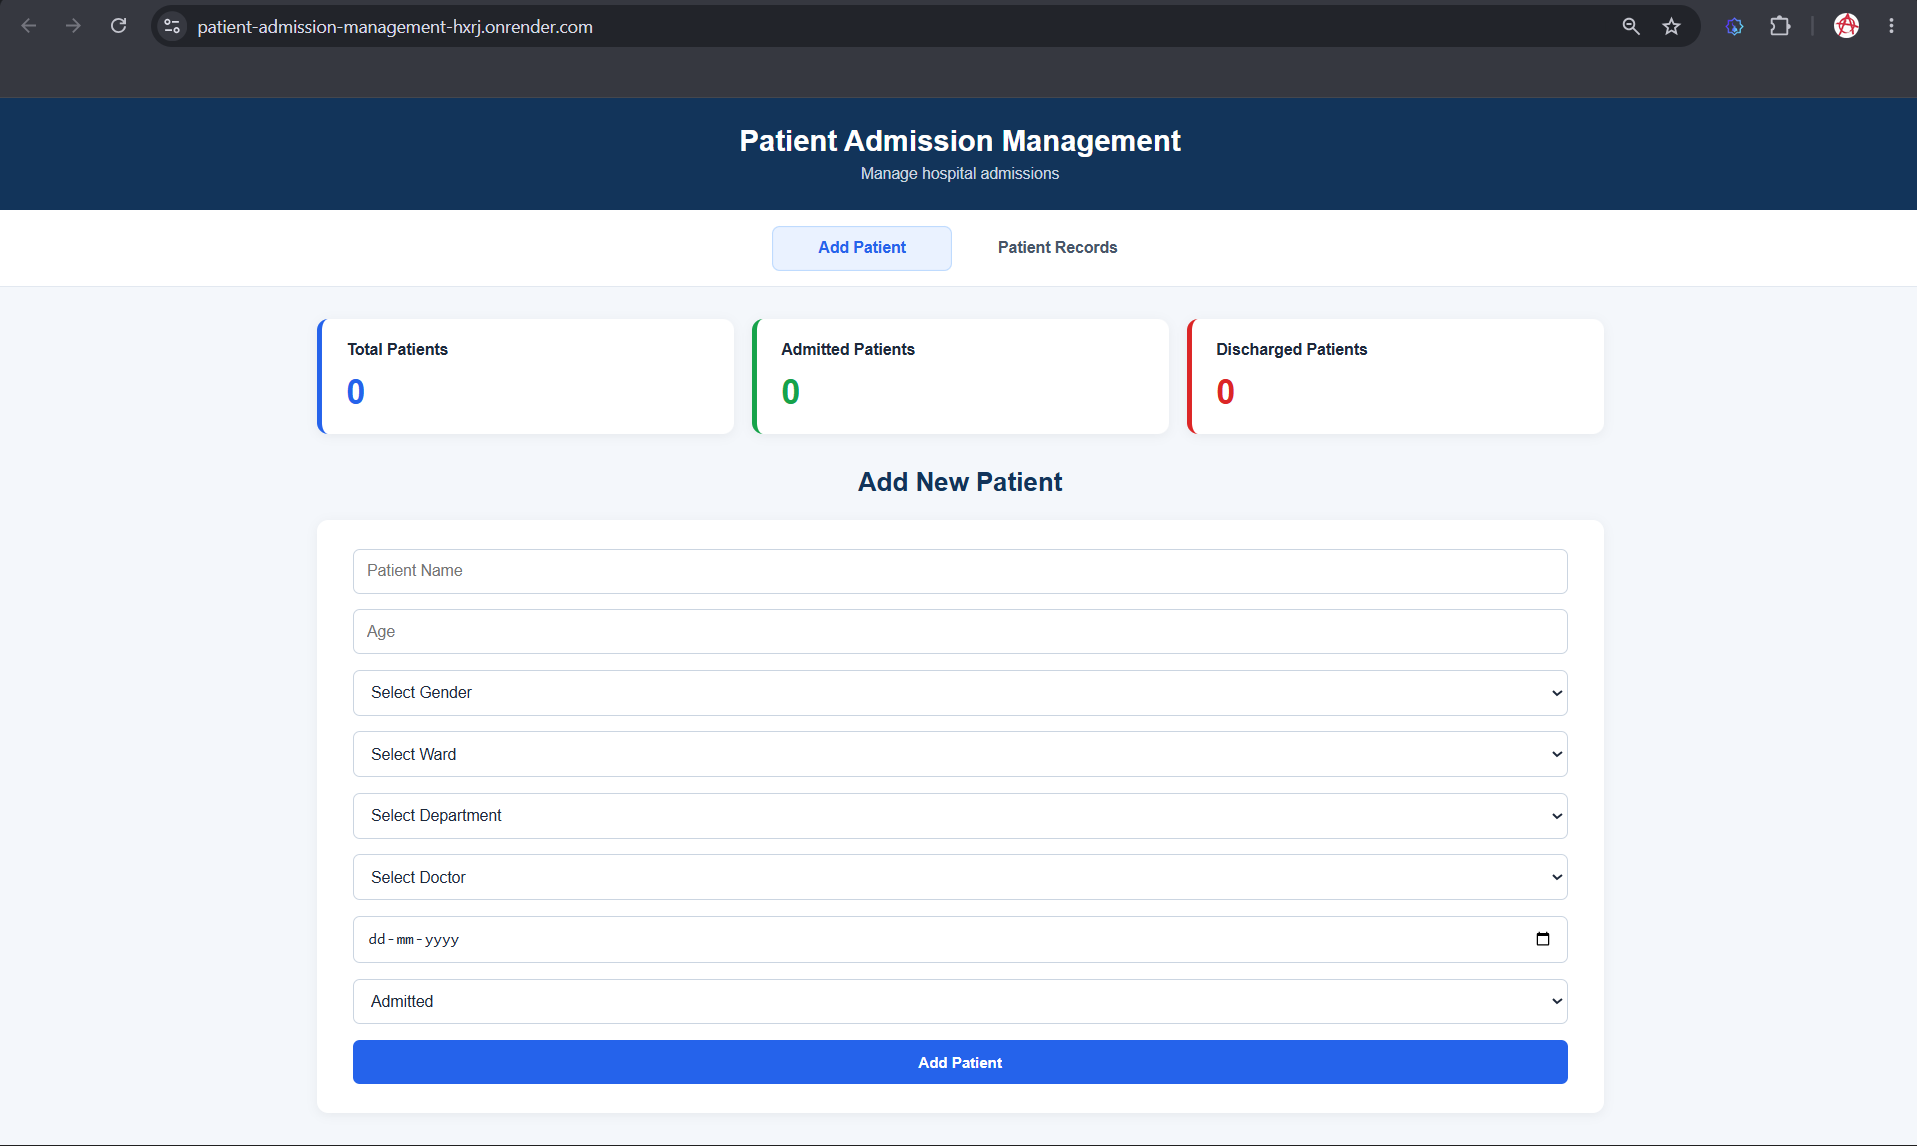 patient-admission-management-hxrj.onrender.com
Patient Admission Management
Manage hospital admissions
Add Patient Patient Records
Total Patients Admitted Patients Discharged Patients
0 0 0
Add New Patient
Patient Name
Age
Select Gender
Select Ward
Select Department
Select Doctor
dd-mm-yyyy
Admitted
Add Patient